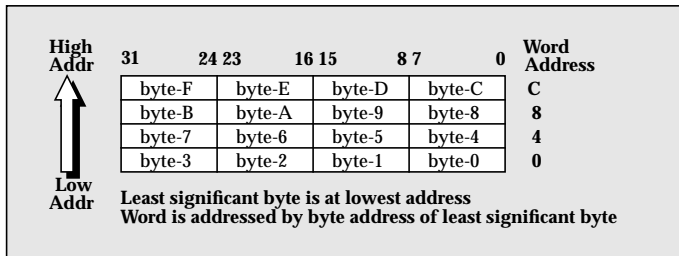 High Addr 31 24 23 16 15 8 7 0 Word Address
byte-F byte-E byte-D byte-C C
byte-B byte-A byte-9 byte-8 8
byte-7 byte-6 byte-5 byte-4 4
byte-3 byte-2 byte-1 byte-0 0
Low Addr
Least significant byte is at lowest address
Word is addressed by byte address of least significant byte